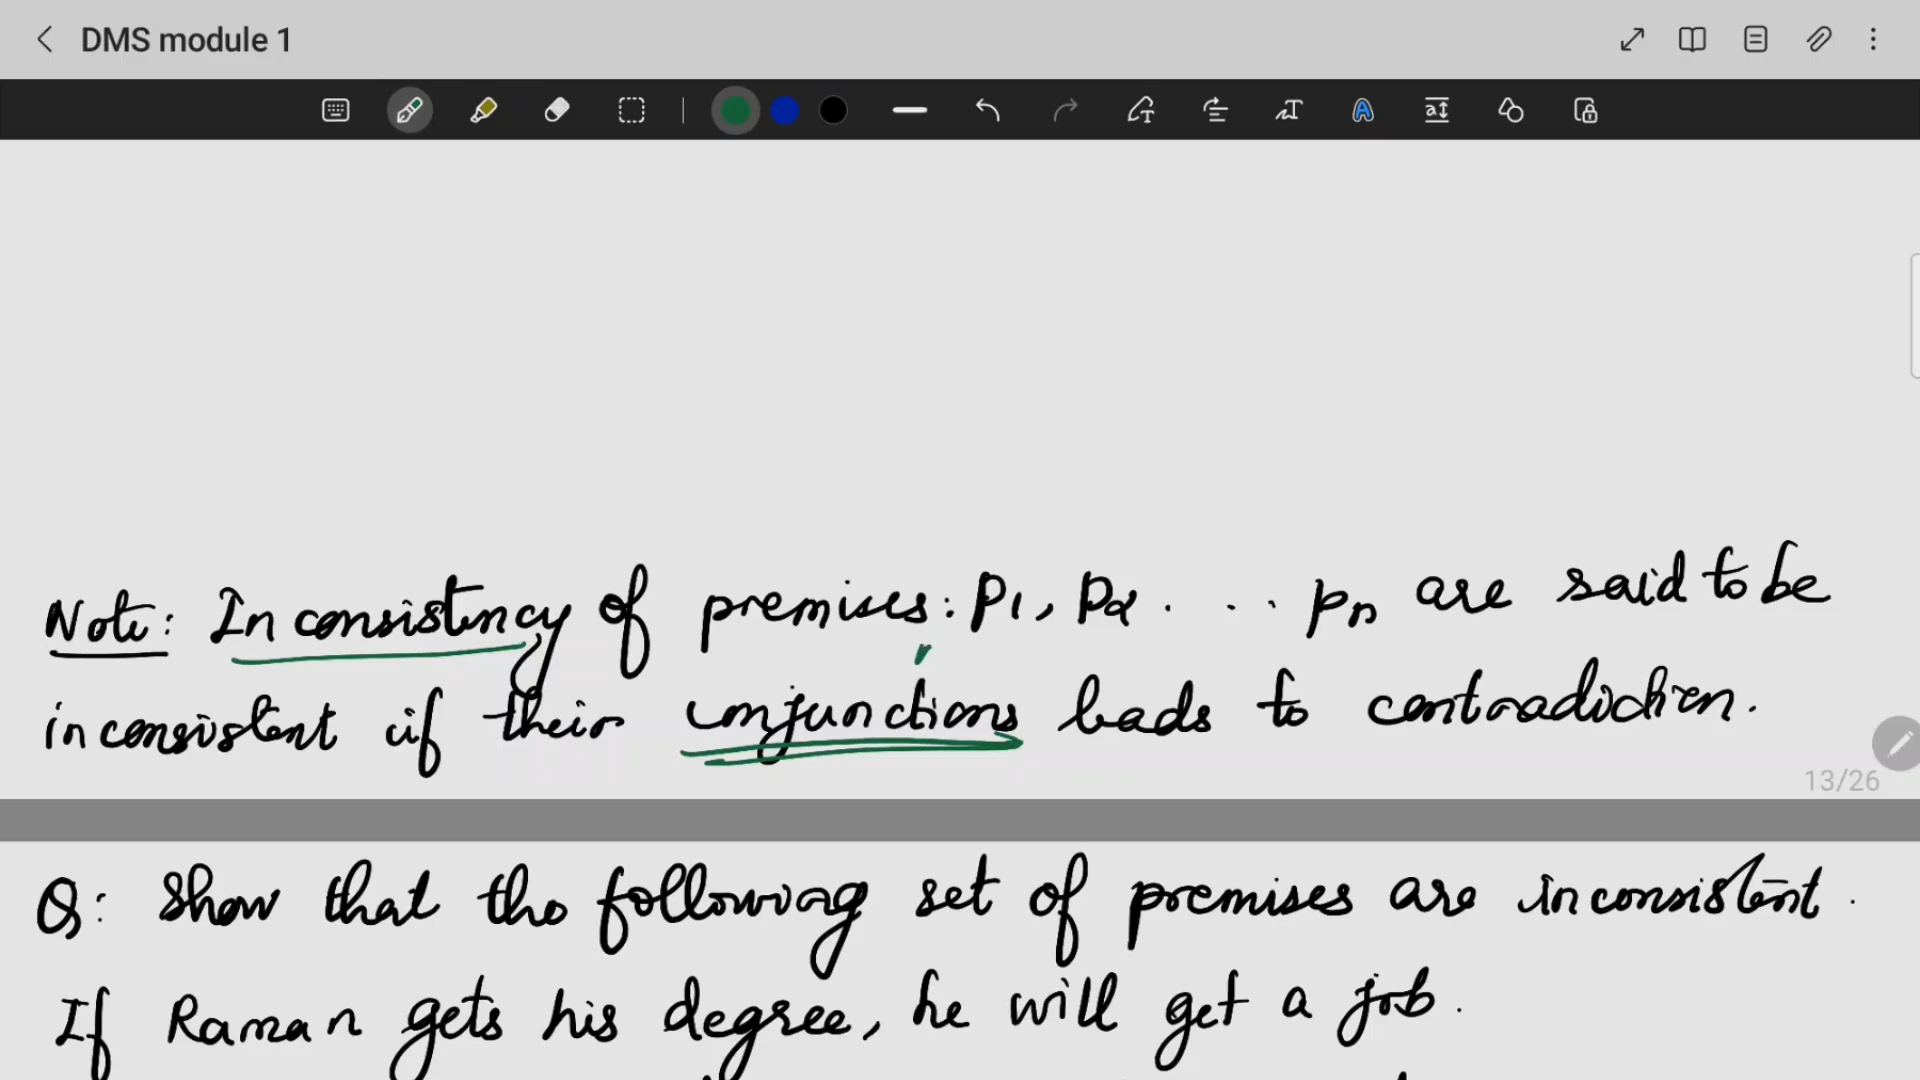 DMS module 1
Note: Inconsistency of premises: P1, P2 . . . . Pn are said to be
inconsistent if their conjunctions leads to contradiction.
13/26
Q: Show that the following set of premises are inconsistent.
If Raman gets his degree, he will get a job.